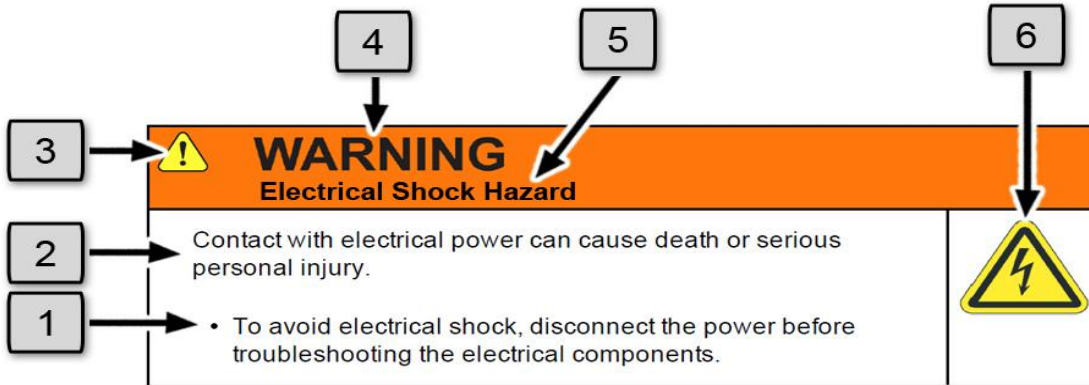 4 5 6
3
! WARNING
Electrical Shock Hazard
2
Contact with electrical power can cause death or serious
personal injury.
1
• To avoid electrical shock, disconnect the power before
troubleshooting the electrical components.